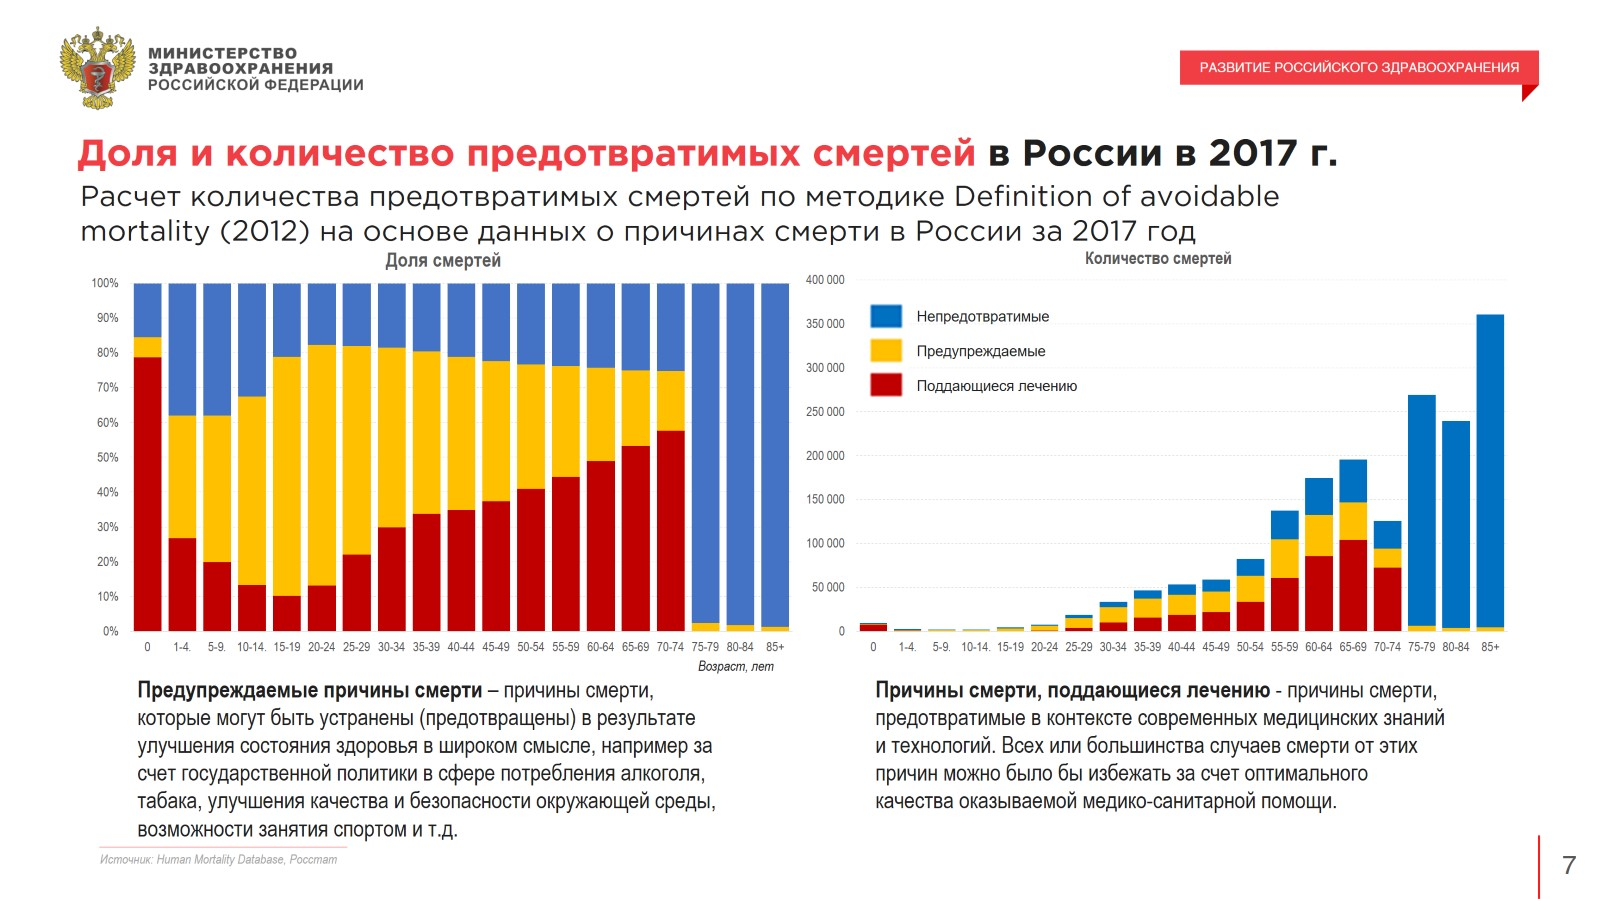 МИНИСТЕРСТВО
ЗДРАВООХРАНЕНИЯ
РОССИЙСКОЙ ФЕДЕРАЦИИ
РАЗВИТИЕ РОССИЙСКОГО ЗДРАВООХРАНЕНИЯ
Доля и количество предотвратимых смертей в России в 2017 г.
Расчет количества предотвратимых смертей по методике Definition of avoidable
mortality (2012) на основе данных о причинах смерти в России за 2017 год
Доля смертей
100%
90%
80%
70%
60%
50%
40%
30%
20%
10%
0%
0 1-4. 5-9. 10-14. 15-19 20-24 25-29 30-34 35-39 40-44 45-49 50-54 55-59 60-64 65-69 70-74 75-79 80-84 85+
Возраст, лет
Количество смертей
400 000
350 000
300 000
250 000
200 000
150 000
100 000
50 000
0
Непредотвратимые
Предупреждаемые
Поддающиеся лечению
0 1-4. 5-9. 10-14. 15-19 20-24 25-29 30-34 35-39 40-44 45-49 50-54 55-59 60-64 65-69 70-74 75-79 80-84 85+
Предупреждаемые причины смерти – причины смерти,
которые могут быть устранены (предотвращены) в результате
улучшения состояния здоровья в широком смысле, например за
счет государственной политики в сфере потребления алкоголя,
табака, улучшения качества и безопасности окружающей среды,
возможности занятия спортом и т.д.
Причины смерти, поддающиеся лечению - причины смерти,
предотвратимые в контексте современных медицинских знаний
и технологий. Всех или большинства случаев смерти от этих
причин можно было бы избежать за счет оптимального
качества оказываемой медико-санитарной помощи.
Источник: Human Mortality Database, Росстат
7